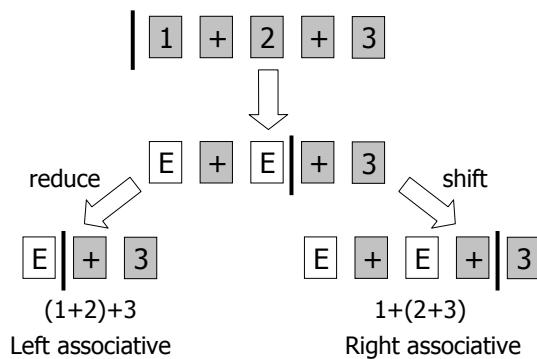 1 + 2 + 3
E + E + 3
reduce
shift
E + 3
E + E + 3
(1+2)+3
1+(2+3)
Left associative
Right associative